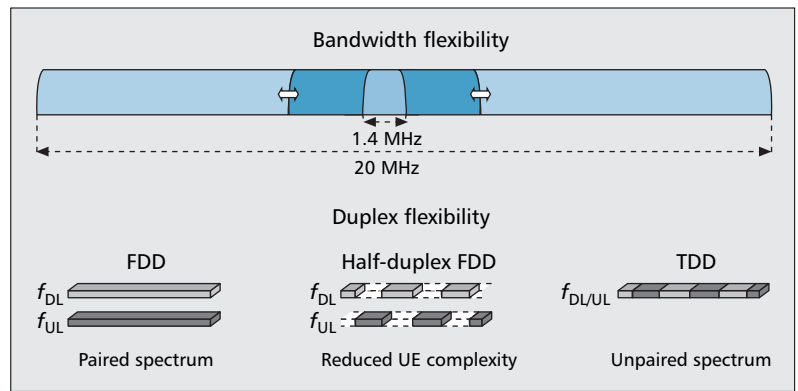 Bandwidth flexibility
1.4 MHz
20 MHz
Duplex flexibility
FDD
Half-duplex FDD
TDD
fDL
fDL
fDL/UL
fUL
fUL
Paired spectrum
Reduced UE complexity
Unpaired spectrum